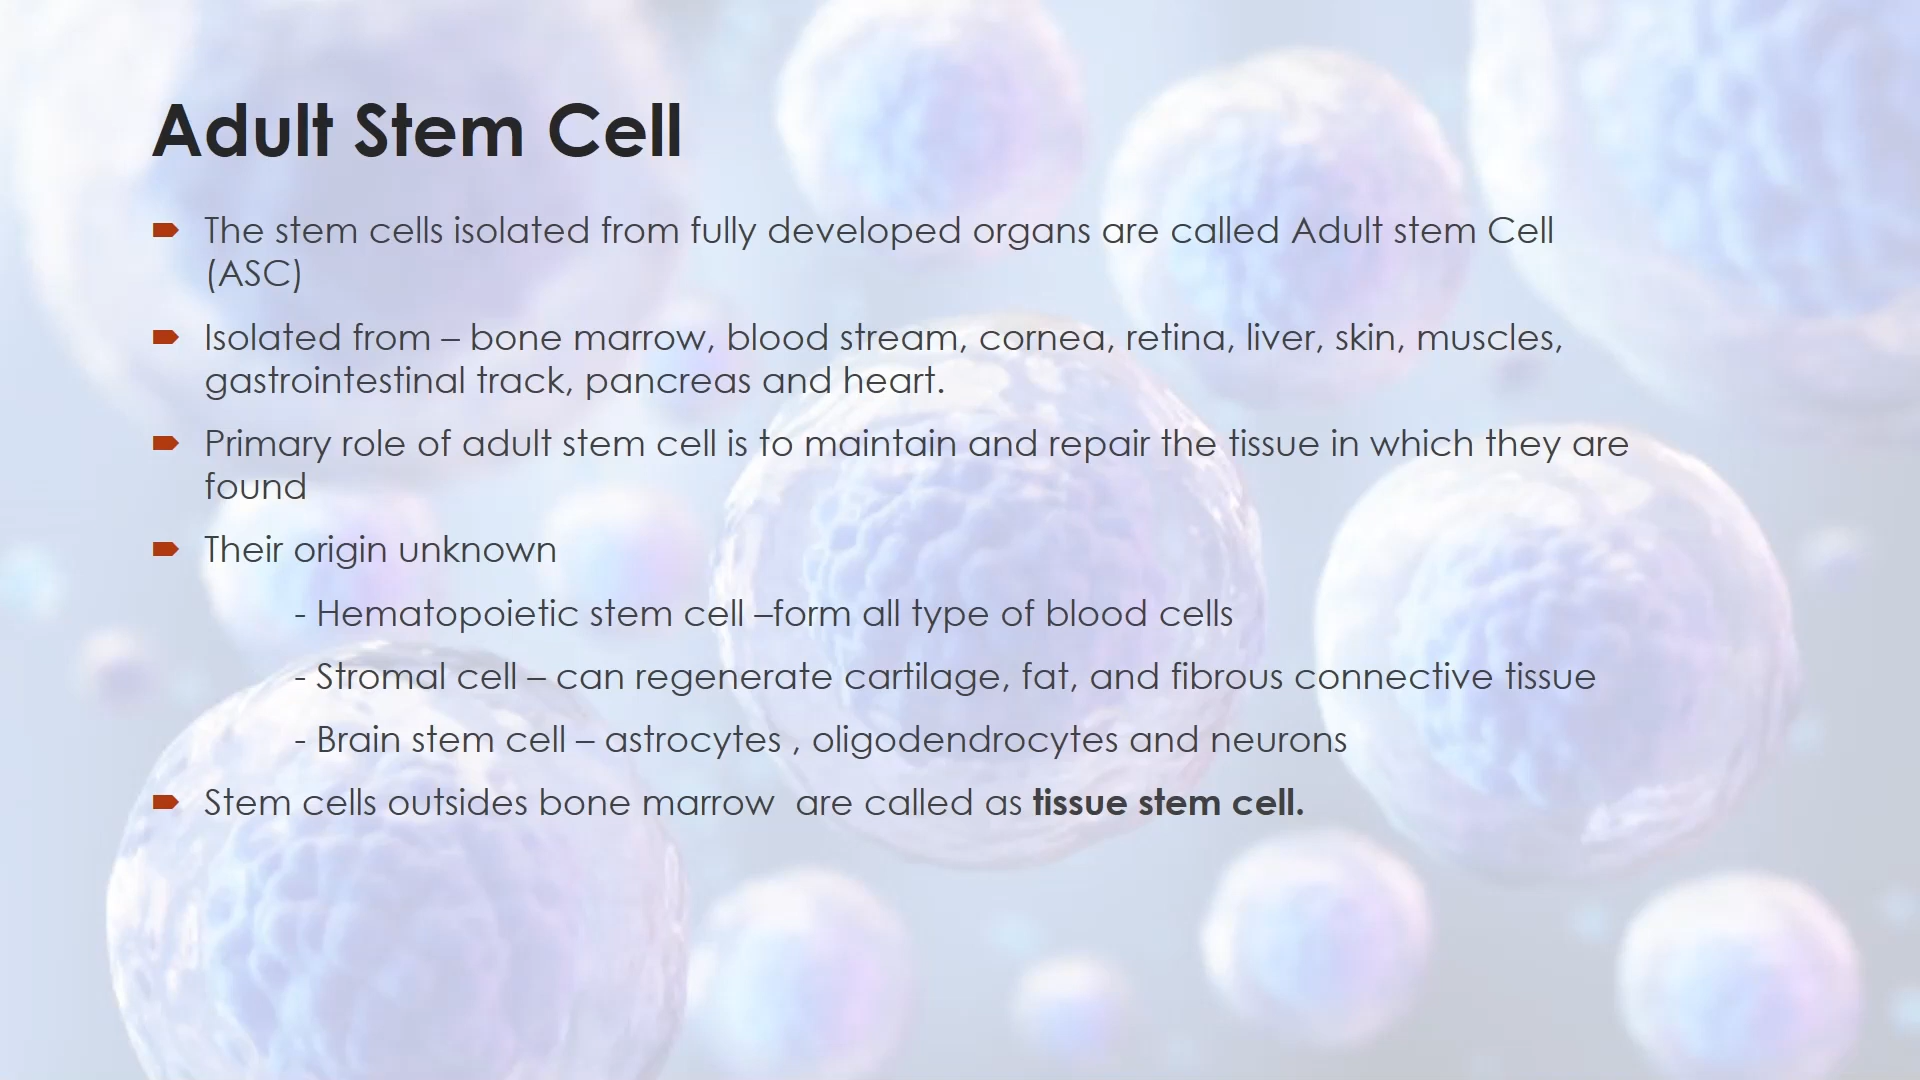 Adult Stem Cell
The stem cells isolated from fully developed organs are called Adult stem Cell
(ASC)
Isolated from – bone marrow, blood stream, cornea, retina, liver, skin, muscles,
gastrointestinal track, pancreas and heart.
Primary role of adult stem cell is to maintain and repair the tissue in which they are
found
Their origin unknown
- Hematopoietic stem cell –form all type of blood cells
- Stromal cell – can regenerate cartilage, fat, and fibrous connective tissue
- Brain stem cell – astrocytes , oligodendrocytes and neurons
Stem cells outsides bone marrow  are called as tissue stem cell.